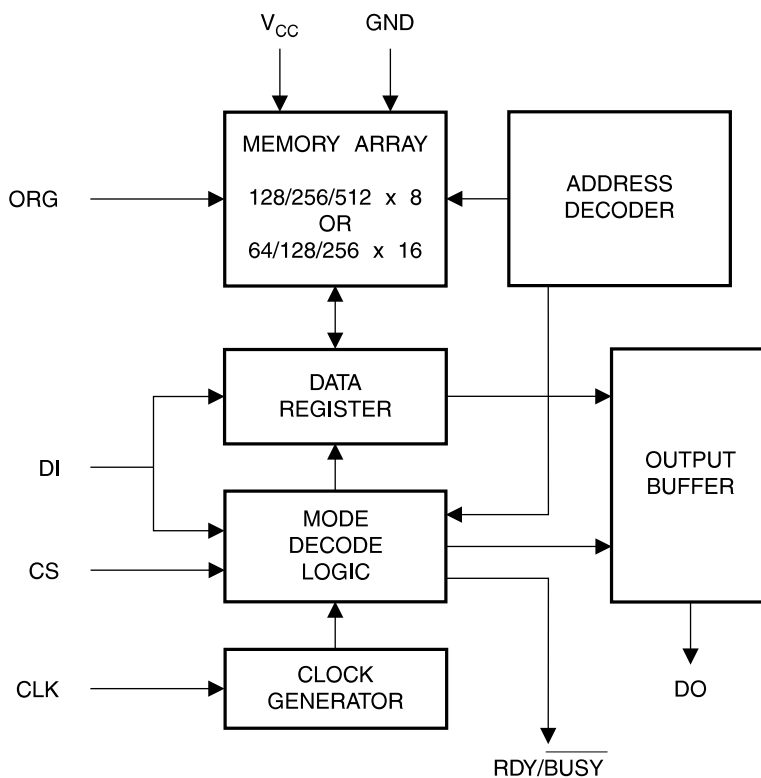 VCC GND
MEMORY ARRAY
128/256/512 x 8
OR
64/128/256 x 16
ADDRESS
DECODER
ORG
DATA
REGISTER
OUTPUT
BUFFER
DI
MODE
DECODE
LOGIC
CS
CLOCK
GENERATOR
CLK
DO
RDY/BUSY